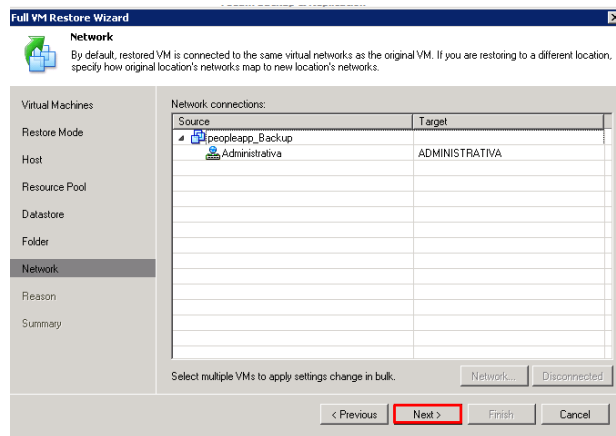 Full VM Restore Wizard
Network
By default, restored VM is connected to the same virtual networks as the original VM. If you are restoring to a different location,
specify how original location's networks map to new location's networks.
Virtual Machines
Restore Mode
Host
Resource Pool
Datastore
Folder
Network
Reason
Summary
Network connections:
Source Target
peopleapp_Backup
Administrativa ADMINISTRATIVA
Select multiple VMs to apply settings change in bulk.
Network... Disconnected
< Previous Next > Finish Cancel